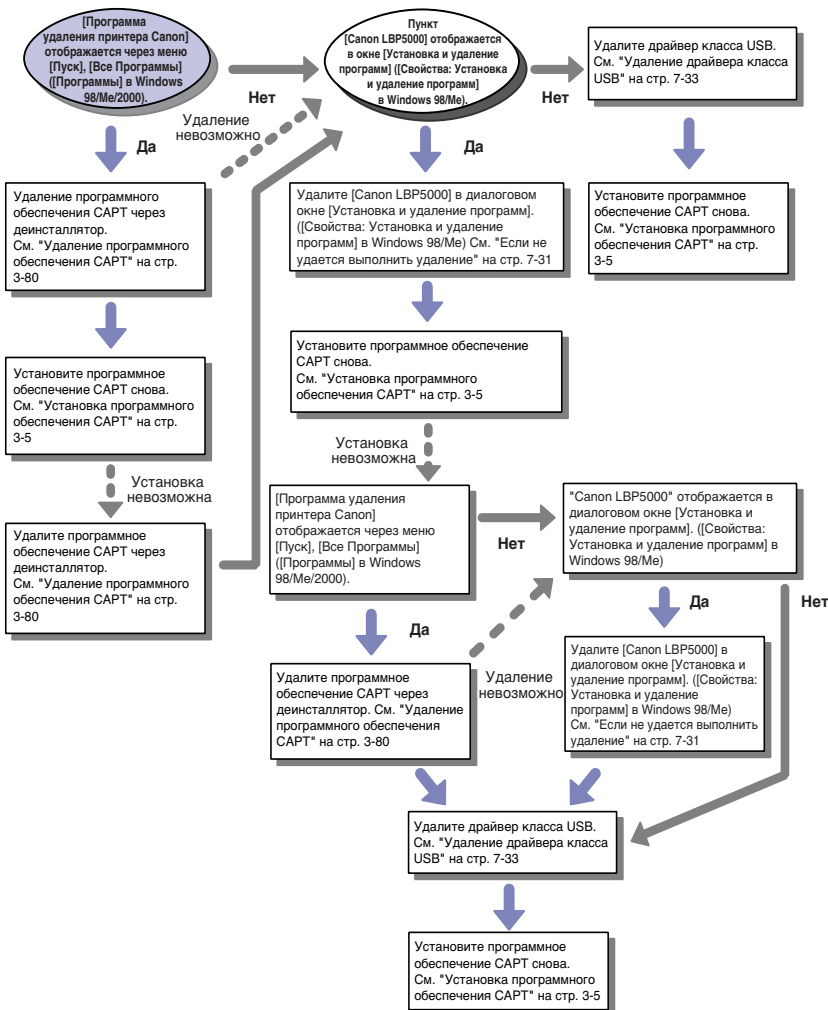 [Программа
удаления принтера Canon]
отображается через меню
[Пуск], [Все Программы]
([Программы] в Windows
98/Me/2000).
Нет
Удаление
невозможно
Да
Удаление программного
обеспечения CAPT через
деинсталлятор.
См. "Удаление программного
обеспечения CAPT" на стр.
3-80
Установите программное
обеспечение CAPT снова.
См. "Установка программного
обеспечения CAPT" на стр.
3-5
Установка
невозможна
Удалите программное
обеспечение CAPT через
деинсталлятор.
См. "Удаление программного
обеспечения CAPT" на стр.
3-80
Пункт
[Canon LBP5000] отображается
в окне [Установка и удаление
программ] ([Свойства: Установка
и удаление программ]
в Windows 98/Me).
Нет
Да
Удалите [Canon LBP5000] в диалоговом
окне [Установка и удаление программ].
([Свойства: Установка и удаление
программ] в Windows 98/Me) См. "Если не
удается выполнить удаление" на стр. 7-31
Установите программное обеспечение
CAPT снова.
См. "Установка программного
обеспечения CAPT" на стр. 3-5
Установка
невозможна
[Программа удаления
принтера Canon]
отображается через меню
[Пуск], [Все Программы]
([Программы] в Windows
98/Me/2000).
Нет
Да
Удалите программное
обеспечение CAPT через
деинсталлятор. См. "Удаление
программного обеспечения
CAPT" на стр. 3-80
Удаление
невозможно
Удалите драйвер класса USB.
См. "Удаление драйвера класса
USB" на стр. 7-33
Установите программное
обеспечение CAPT снова.
См. "Установка программного
обеспечения CAPT" на стр.
3-5
"Canon LBP5000" отображается в
диалоговом окне [Установка и
удаление программ]. ([Свойства:
Установка и удаление программ] в
Windows 98/Me)
Да
Нет
Удалите [Canon LBP5000] в
диалоговом окне [Установка и
удаление программ]. ([Свойства:
Установка и удаление
программ] в Windows 98/Me)
См. "Если не удается выполнить
удаление" на стр. 7-31
Удалите драйвер класса USB.
См. "Удаление драйвера класса
USB" на стр. 7-33
Установите программное
обеспечение CAPT снова.
См. "Установка программного
обеспечения CAPT" на стр. 3-5